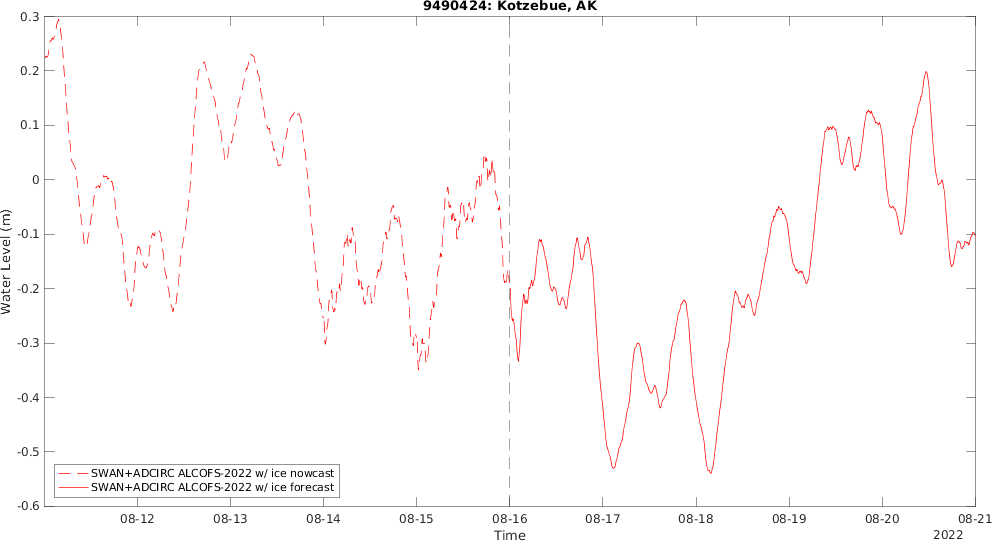 9490424: Kotzebue, AK
Water Level (m)
0.3
0.2
0.1
0
-0.1
-0.2
-0.3
-0.4
-0.5
-0.6
SWAN+ADCIRC ALCOFS-2022 w/ ice nowcast
SWAN+ADCIRC ALCOFS-2022 w/ ice forecast
08-12 08-13 08-14 08-15 08-16 08-17 08-18 08-19 08-20 08-21
Time
2022